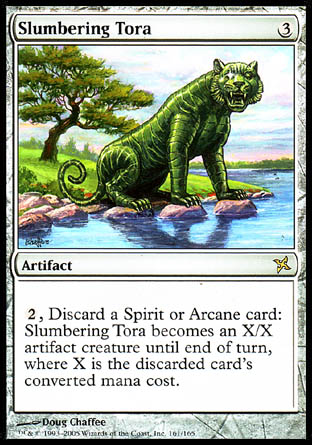 Slumbering Tora 3
Artifact
2, Discard a Spirit or Arcane card:
Slumbering Tora becomes an X/X
artifact creature until end of turn,
where X is the discarded card's
converted mana cost.
Doug Chaffee
™ & © 1993–2005 Wizards of the Coast, Inc. 161/165